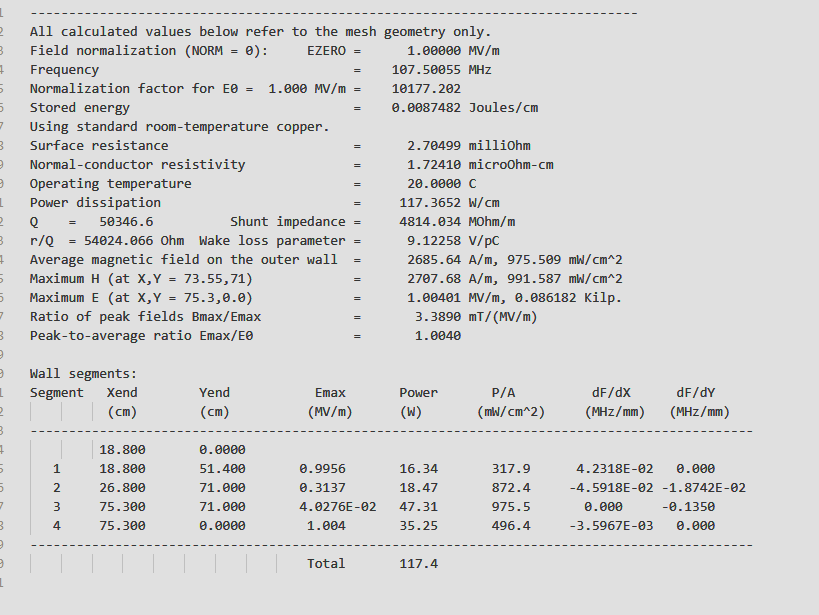 1 --------------------------------------------------------------------------------
2 All calculated values below refer to the mesh geometry only.
3 Field normalization (NORM = 0):     EZERO =      1.00000 MV/m
4 Frequency                                 =    107.50055 MHz
5 Normalization factor for E0 =  1.000 MV/m =    10177.202
6 Stored energy                             =    0.0087482 Joules/cm
7 Using standard room-temperature copper.
8 Surface resistance                        =      2.70499 milliOhm
9 Normal-conductor resistivity              =      1.72410 microOhm-cm
0 Operating temperature                     =      20.0000 C
1 Power dissipation                         =     117.3652 W/cm
2 Q    =   50346.6          Shunt impedance =     4814.034 MOhm/m
3 r/Q  = 54024.066 Ohm  Wake loss parameter =      9.12258 V/pC
4 Average magnetic field on the outer wall  =      2685.64 A/m, 975.509 mW/cm^2
5 Maximum H (at X,Y = 73.55,71)             =      2707.68 A/m, 991.587 mW/cm^2
6 Maximum E (at X,Y = 75.3,0.0)             =      1.00401 MV/m, 0.086182 Kilp.
7 Ratio of peak fields Bmax/Emax            =       3.3890 mT/(MV/m)
8 Peak-to-average ratio Emax/E0             =       1.0040
9
0 Wall segments:
1 Segment   Xend        Yend           Emax       Power       P/A          dF/dX      dF/dY
2           (cm)        (cm)          (MV/m)      (W)       (mW/cm^2)     (MHz/mm)   (MHz/mm)
3 ----------------------------------------------------------------------------------------------
4          18.800       0.0000
5    1     18.800       51.400       0.9956       16.34       317.9      4.2318E-02   0.000
6    2     26.800       71.000       0.3137       18.47       872.4     -4.5918E-02 -1.8742E-02
7    3     75.300       71.000       4.0276E-02   47.31       975.5       0.000     -0.1350
8    4     75.300       0.0000        1.004       35.25       496.4     -3.5967E-03   0.000
9 ----------------------------------------------------------------------------------------------
0                                     Total       117.4
1